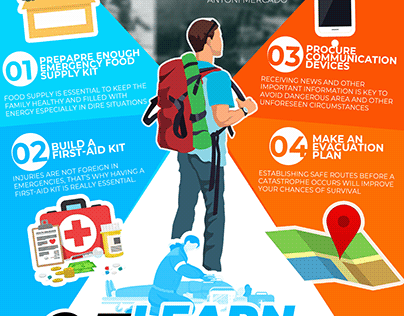 ANTONI MERCADO
01 PREPAPRE ENOUGH
EMERGENCY FOOD
SUPPLY KIT
FOOD SUPPLY IS ESSENTIAL TO KEEP THE
FAMILY HEALTHY AND FILLED WITH
ENERGY ESPECIALLY IN DIRE SITUATIONS
02 BUILD A
FIRST-AID KIT
INJURIES ARE NOT FOREIGN IN
EMERGENCIES, THAT'S WHY HAVING A
FIRST-AID KIT IS REALLY ESSENTIAL.
03 PROCURE
COMMUNICATION
DEVICES
RECEIVING NEWS AND OTHER
IMPORTANT INFORMATION IS KEY TO
AVOID DANGEROUS AREA AND OTHER
UNFORESEEN CIRCUMSTANCES
04 MAKE AN
EVACUATION
PLAN
ESTABLISHING SAFE ROUTES BEFORE A
CATASTROPHE OCCURS WILL IMPROVE
YOUR CHANCES OF SURVIVAL
LEARN